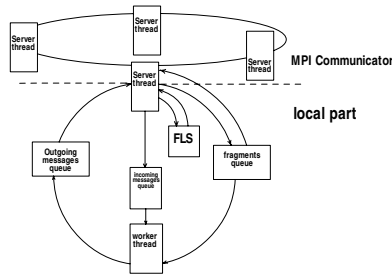 Server
thread
Server
thread
Server
thread
MPI Communicator
Server
thread
local part
FLS
Outgoing
messages
queue
fragments
queue
incoming
messages
queue
worker
thread